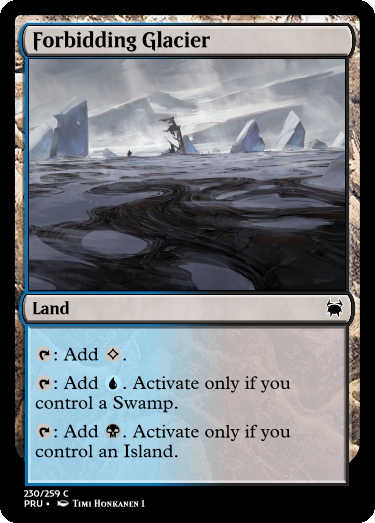 Forbidding Glacier
Land
: Add .
: Add . Activate only if you
control a Swamp.
: Add . Activate only if you
control an Island.
230/259 C
PRU • Timi Honkanen 1